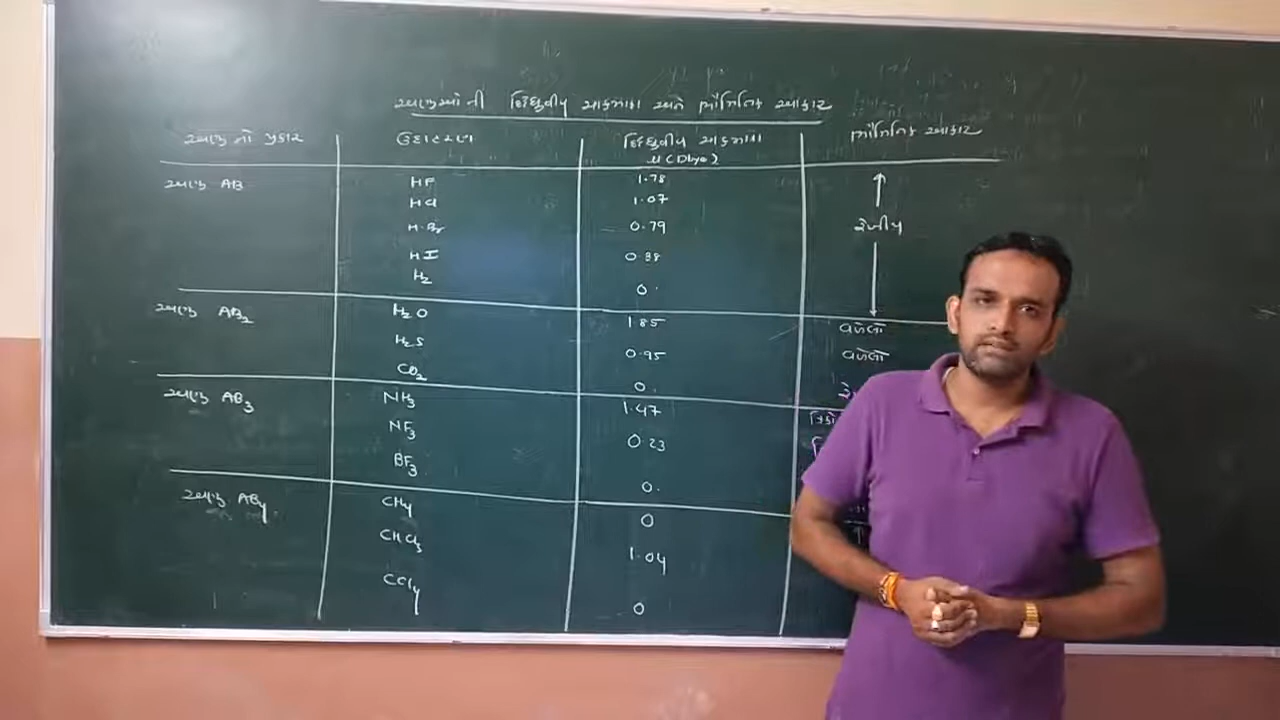 અણુઓની દ્વિધ્રુવીય ચાકમાત્રા અને ભૌમિતિક આકાર
અણુનો પ્રકાર ઉદાહરણ દ્વિધ્રુવીય ચાકમાત્રા ભૌમિતિક આકાર
μ (Dbye)
અણુ AB HF 1.78
HCl 1.07
HBr 0.79 રેખીય
HI 0.38
H2 0.
અણુ AB2 H2O 1.85 વળેલો
H2S 0.95 વળેલો
CO2 0.
અણુ AB3 NH3 1.47
NF3 0.23
BF3 0.
અણુ AB4 CH4 0
CHCl3 1.04
CCl4 0